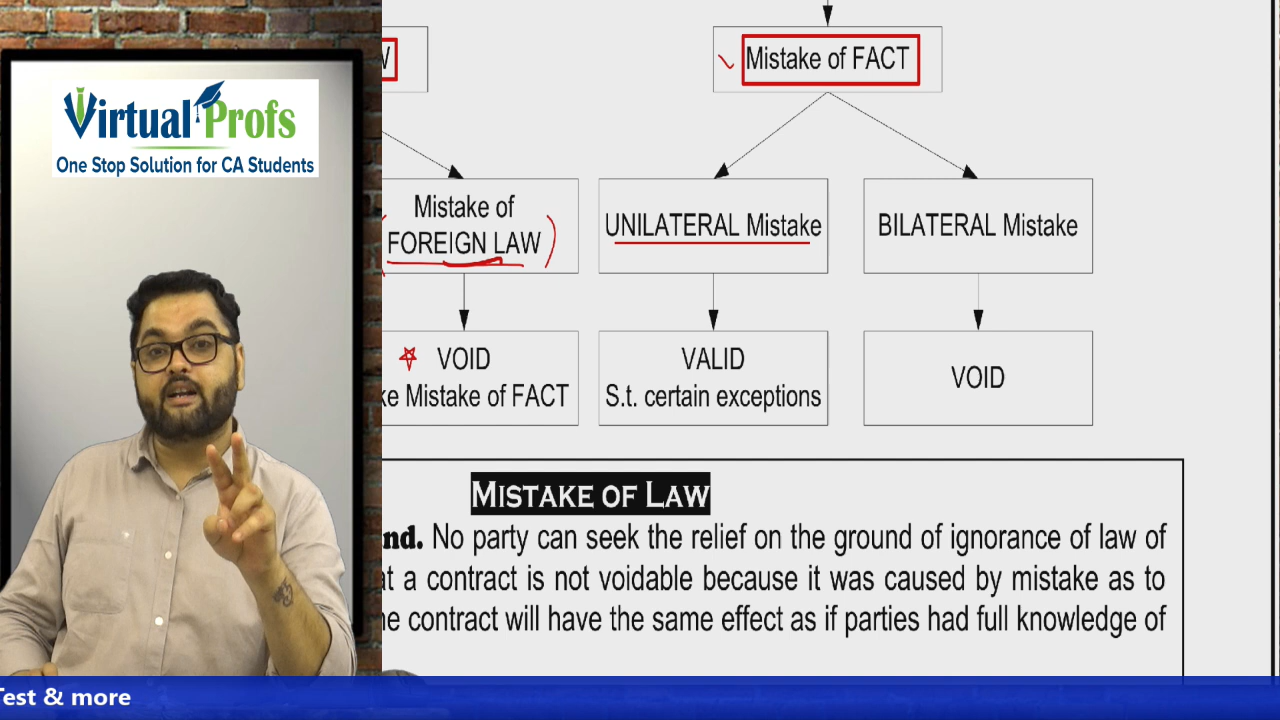 Virtual Profs
One Stop Solution for CA Students
W
Mistake of FACT
Mistake of
FOREIGN LAW
UNILATERAL Mistake
BILATERAL Mistake
VOID
ke Mistake of FACT
VALID
S.t. certain exceptions
VOID
MISTAKE OF LAW
nd. No party can seek the relief on the ground of ignorance of law of
at a contract is not voidable because it was caused by mistake as to
he contract will have the same effect as if parties had full knowledge of
Test & more